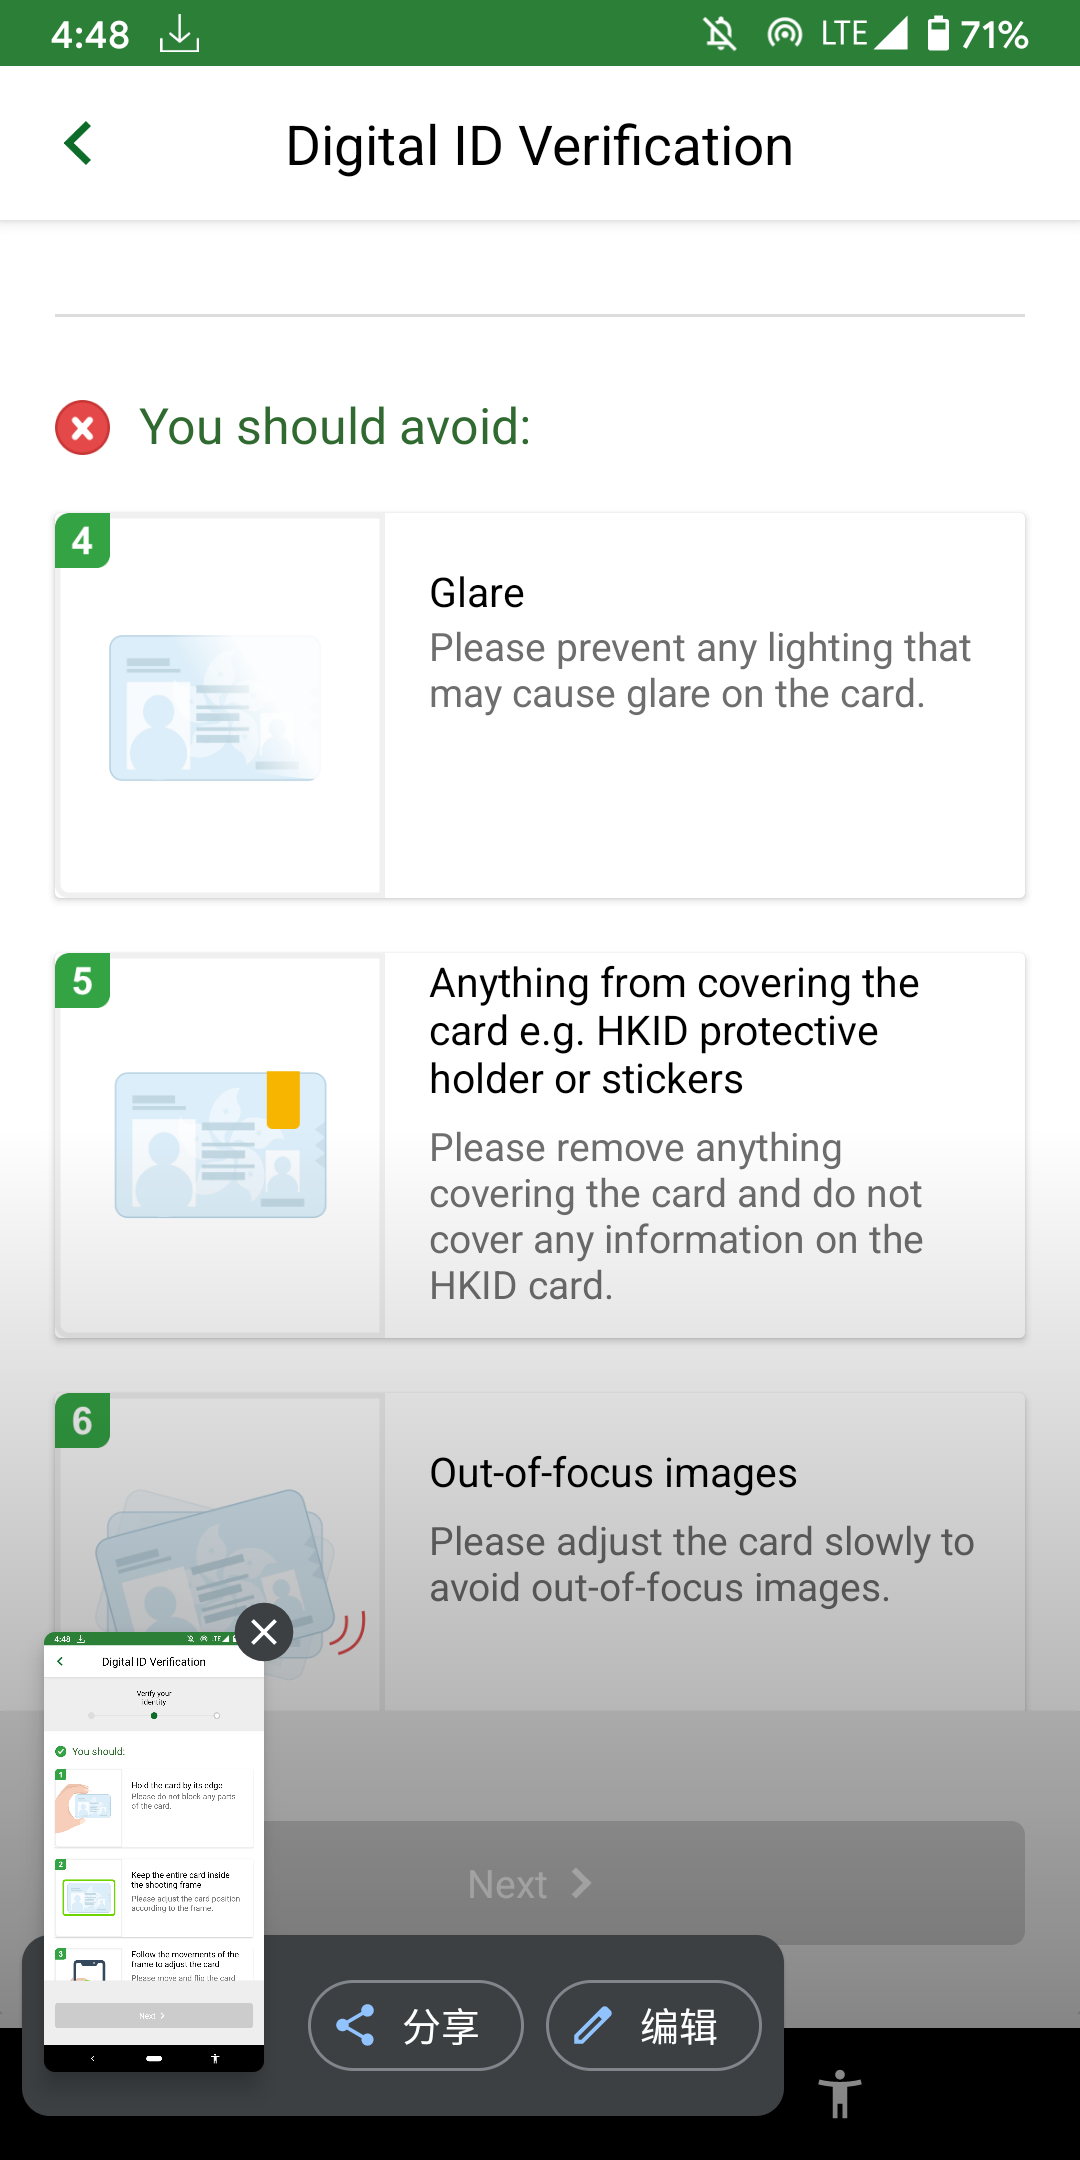 4:48
LTE 71%
Digital ID Verification
You should avoid:
4
Glare
Please prevent any lighting that
may cause glare on the card.
5
Anything from covering the
card e.g. HKID protective
holder or stickers
Please remove anything
covering the card and do not
cover any information on the
HKID card.
6
Out-of-focus images
Please adjust the card slowly to
avoid out-of-focus images.
Next
4:48
LTE
Digital ID Verification
Verify your
identity
You should:
1
Hold the card by its edge
Please do not block any parts
of the card.
2
Keep the entire card inside
the shooting frame
Please adjust the card position
according to the frame.
3
Follow the movements of the
frame to adjust the card
Please move and flip the card
Next
分享
编辑